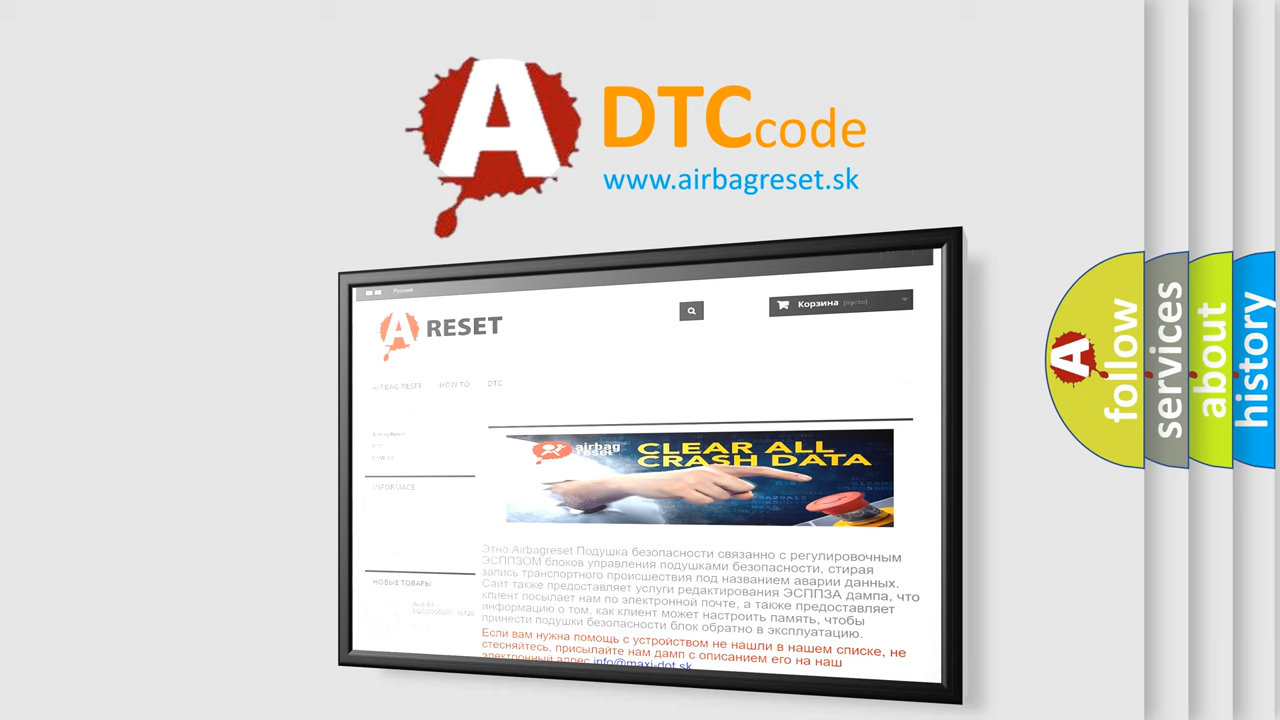 A
DTCcode
www.airbagreset.sk
Русский
A RESET
Корзина (пусто)
AIRBAG RESET HOW TO DTC
Airbag Reset
INFORMACE
airbag
reset
CLEAR ALL
CRASH DATA
Этно Airbagreset Подушка безопасности связанно с регулировочным
ЭСППЗОМ блоков управления подушками безопасности, стирая
запись транспортного происшествия под названием аварии данных.
Сайт также предоставляет услуги редактирования ЭСППЗА дампа, что
клиент посылает нам по электронной почте, а также предоставляет
информацию о том, как клиент может настроить память, чтобы
принести подушки безопасности блок обратно в эксплуатацию.
Если вам нужна помощь с устройством не нашли в нашем списке, не
стесняйтесь, присылайте нам дамп с описанием его на наш
электронный адрес info@maxi-dot.sk
НОВЫЕ ТОВАРЫ
A follow
services
about
history